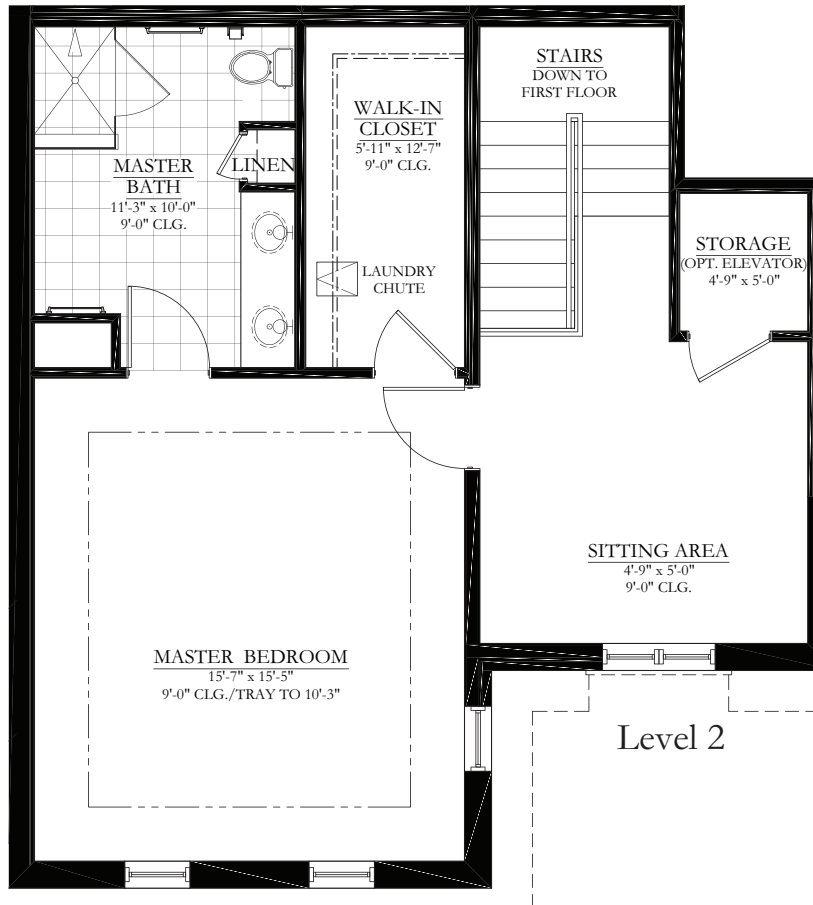 STAIRS
DOWN TO
FIRST FLOOR
WALK-IN
CLOSET
5'-11" x 12'-7"
9'-0" CLG.
LINEN
MASTER
BATH
11'-3" x 10'-0"
9'-0" CLG.
STORAGE
(OPT. ELEVATOR)
4'-9" x 5'-0"
LAUNDRY
CHUTE
SITTING AREA
4'-9" x 5'-0"
9'-0" CLG.
MASTER BEDROOM
15'-7" x 15'-5"
9'-0" CLG./TRAY TO 10'-3"
Level 2